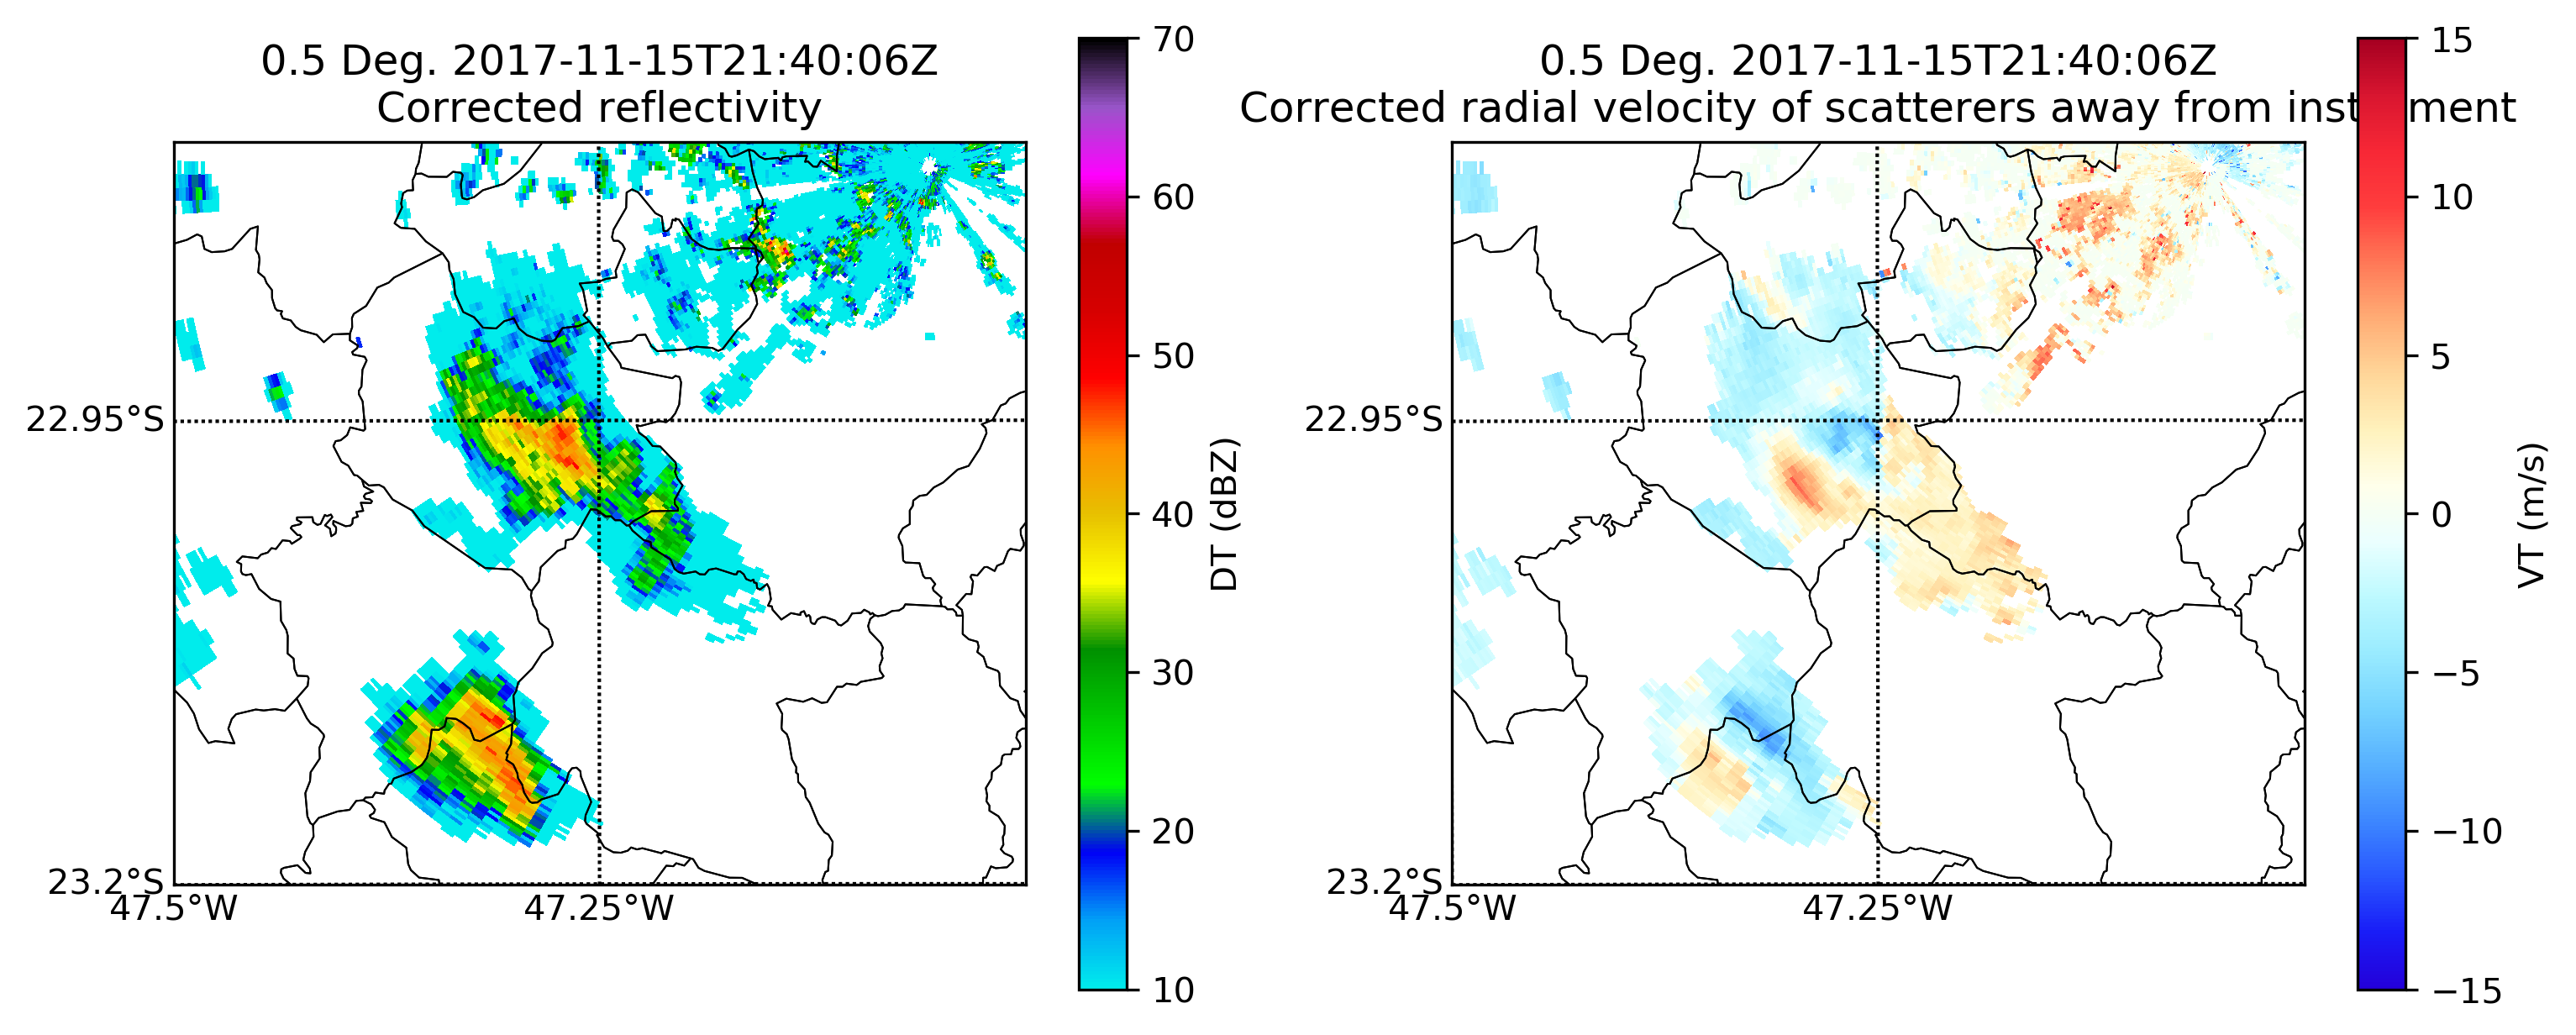 0.5 Deg. 2017-11-15T21:40:06Z
Corrected reflectivity
22.95°S
23.2°S
47.5°W
47.25°W
70
60
50
40
30
20
10
DT (dBZ)
0.5 Deg. 2017-11-15T21:40:06Z
Corrected radial velocity of scatterers away from inst ment
22.95°S
23.2°S
47.5°W
47.25°W
15
10
5
0
−5
−10
−15
VT (m/s)